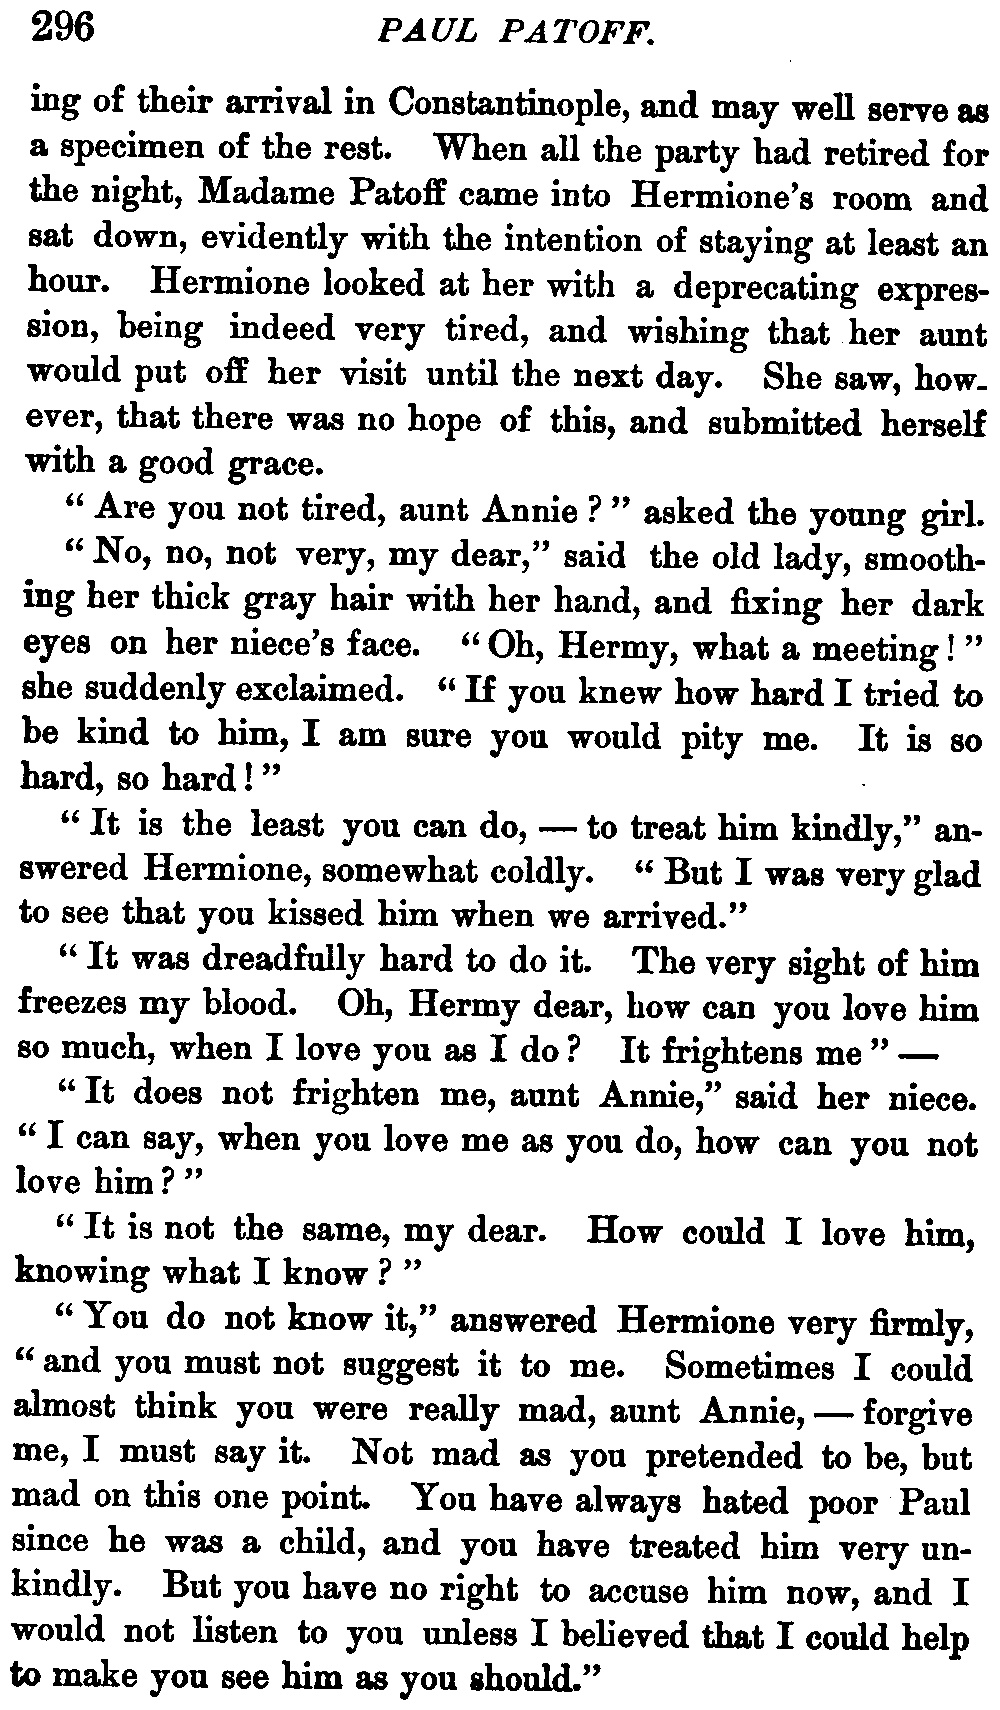 296 PAUL PATOFF.
ing of their arrival in Constantinople, and may well serve as
a specimen of the rest. When all the party had retired for
the night, Madame Patoff came into Hermione's room and
sat down, evidently with the intention of staying at least an
hour. Hermione looked at her with a deprecating expres-
sion, being indeed very tired, and wishing that her aunt
would put off her visit until the next day. She saw, how-
ever, that there was no hope of this, and submitted herself
with a good grace.
"Are you not tired, aunt Annie?" asked the young girl.
"No, no, not very, my dear," said the old lady, smooth-
ing her thick gray hair with her hand, and fixing her dark
eyes on her niece's face. "Oh, Hermy, what a meeting!"
she suddenly exclaimed. "If you knew how hard I tried to
be kind to him, I am sure you would pity me. It is so
hard, so hard!"
"It is the least you can do, — to treat him kindly," an-
swered Hermione, somewhat coldly. "But I was very glad
to see that you kissed him when we arrived."
"It was dreadfully hard to do it. The very sight of him
freezes my blood. Oh, Hermy dear, how can you love him
so much, when I love you as I do? It frightens me" —
"It does not frighten me, aunt Annie," said her niece.
"I can say, when you love me as you do, how can you not
love him?"
"It is not the same, my dear. How could I love him,
knowing what I know?"
"You do not know it," answered Hermione very firmly,
"and you must not suggest it to me. Sometimes I could
almost think you were really mad, aunt Annie, — forgive
me, I must say it. Not mad as you pretended to be, but
mad on this one point. You have always hated poor Paul
since he was a child, and you have treated him very un-
kindly. But you have no right to accuse him now, and I
would not listen to you unless I believed that I could help
to make you see him as you should."